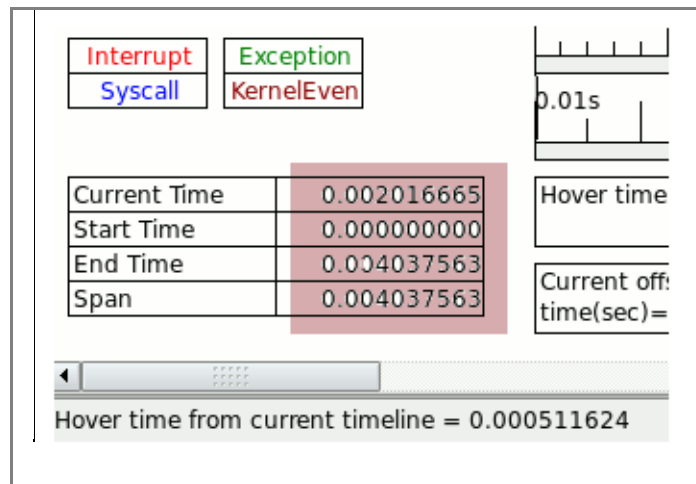 Interrupt Exception
Syscall KernelEven
0.01s
Current Time 0.002016665
Start Time 0.000000000
End Time 0.004037563
Span 0.004037563
Hover time
Current off
time(sec)=
Hover time from current timeline = 0.000511624